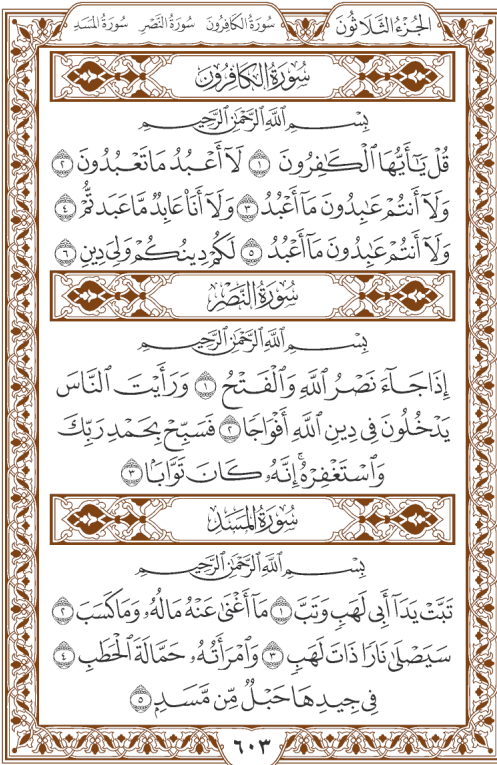 الجُزْءُ الثَّلَاثُونَ سُورَةُ الكَافِرُونَ سُورَةُ النَّصْرِ سُورَةُ المَسَدِ
سُورَةُ الكَافِرُونَ
بِسْمِ ٱللَّهِ ٱلرَّحْمَٰنِ ٱلرَّحِيمِ
قُلْ يَٰٓأَيُّهَا ٱلْكَٰفِرُونَ ١ لَآ أَعْبُدُ مَا تَعْبُدُونَ ٢
وَلَآ أَنتُمْ عَٰبِدُونَ مَآ أَعْبُدُ ٣ وَلَآ أَنَا۠ عَابِدٌ مَّا عَبَدتُّمْ ٤
وَلَآ أَنتُمْ عَٰبِدُونَ مَآ أَعْبُدُ ٥ لَكُمْ دِينُكُمْ وَلِيَ دِينِ ٦
سُورَةُ النَّصْرِ
بِسْمِ ٱللَّهِ ٱلرَّحْمَٰنِ ٱلرَّحِيمِ
إِذَا جَآءَ نَصْرُ ٱللَّهِ وَٱلْفَتْحُ ١ وَرَأَيْتَ ٱلنَّاسَ
يَدْخُلُونَ فِي دِينِ ٱللَّهِ أَفْوَاجًا ٢ فَسَبِّحْ بِحَمْدِ رَبِّكَ
وَٱسْتَغْفِرْهُ ۚ إِنَّهُۥ كَانَ تَوَّابًۢا ٣
سُورَةُ المَسَدِ
بِسْمِ ٱللَّهِ ٱلرَّحْمَٰنِ ٱلرَّحِيمِ
تَبَّتْ يَدَآ أَبِي لَهَبٍ وَتَبَّ ١ مَآ أَغْنَىٰ عَنْهُ مَالُهُۥ وَمَا كَسَبَ ٢
سَيَصْلَىٰ نَارًا ذَاتَ لَهَبٍ ٣ وَٱمْرَأَتُهُۥ حَمَّالَةَ ٱلْحَطَبِ ٤
فِي جِيدِهَا حَبْلٌ مِّن مَّسَدٍۭ ٥
٦٠٣